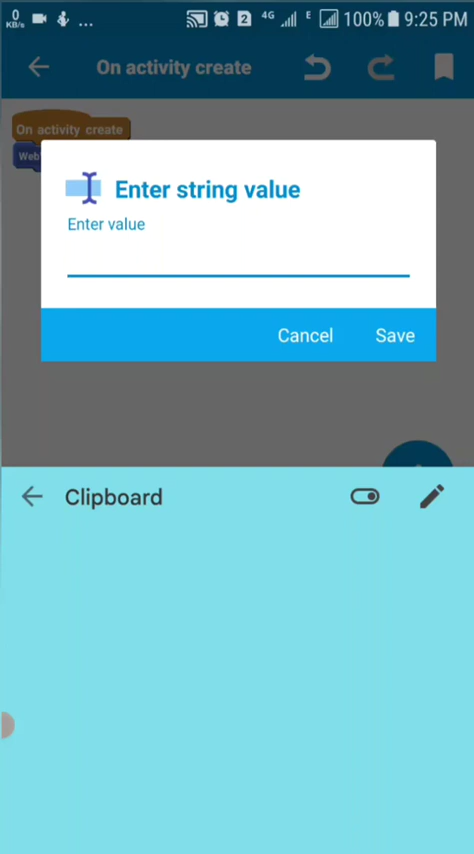 0 KB/s ... 2 4G E 100% 9:25 PM
On activity create
On activity create
Web
Enter string value
Enter value
Cancel Save
Clipboard